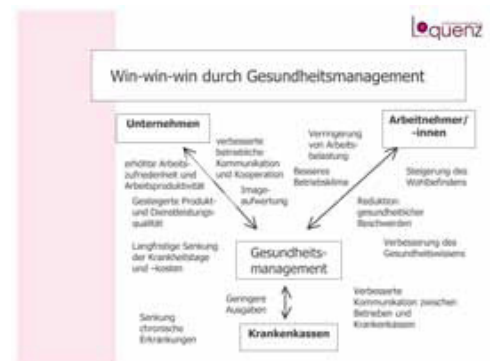 Loquenz
Win-win-win durch Gesundheitsmanagement
Unternehmen
Arbeitnehmer/
-innen
verbesserte
betriebliche
Kommunikation
und Kooperation
Verringerung
von Arbeits-
belastung
erhöhte Arbeits-
zufriedenheit und
Arbeitsproduktivität
Besseres
Betriebsklima
Steigerung des
Wohlbefindens
Image-
aufwertung
Gesteigerte Produkt-
und Dienstleistungs-
qualität
Reduktion
gesundheitlicher
Beschwerden
Langfristige Senkung
der Krankheitstage
und -kosten
Gesundheits-
management
Verbesserung des
Gesundheitswissens
Geringere
Ausgaben
Verbesserte
Kommunikation zwischen
Betrieben und
Krankenkassen
Senkung
chronische
Erkrankungen
Krankenkassen